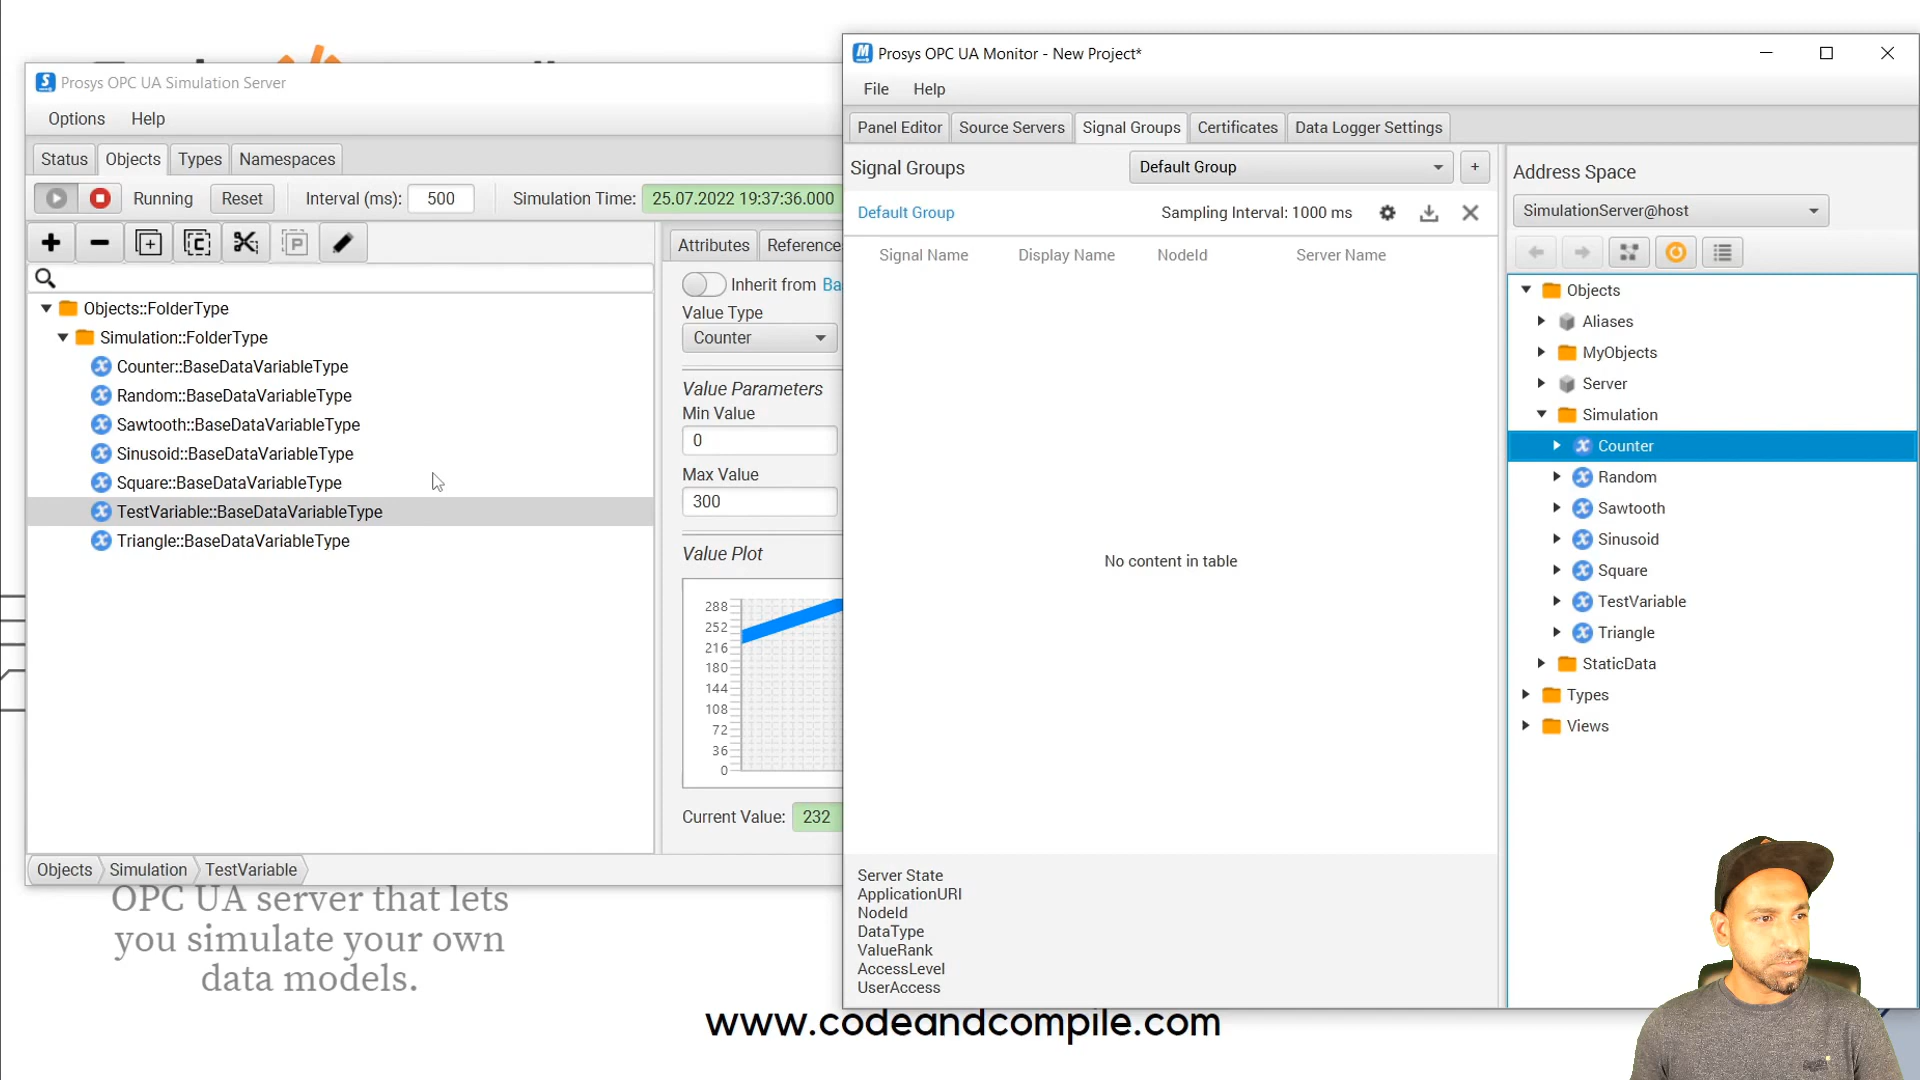 Prosys OPC UA Simulation Server
Options Help
Status Objects Types Namespaces
Running Reset Interval (ms): 500 Simulation Time: 25.07.2022 19:37:36.000
Objects::FolderType
Simulation::FolderType
Counter::BaseDataVariableType
Random::BaseDataVariableType
Sawtooth::BaseDataVariableType
Sinusoid::BaseDataVariableType
Square::BaseDataVariableType
TestVariable::BaseDataVariableType
Triangle::BaseDataVariableType
Objects Simulation TestVariable
Attributes Reference
Inherit from Ba
Value Type
Counter
Value Parameters
Min Value
0
Max Value
300
Value Plot
288
252
216
180
144
108
72
36
0
Current Value: 232
OPC UA server that lets
you simulate your own
data models.
Prosys OPC UA Monitor - New Project*
File Help
Panel Editor Source Servers Signal Groups Certificates Data Logger Settings
Signal Groups Default Group +
Default Group Sampling Interval: 1000 ms
Signal Name Display Name NodeId Server Name
No content in table
Server State
ApplicationURI
NodeId
DataType
ValueRank
AccessLevel
UserAccess
Address Space
SimulationServer@host
Objects
Aliases
MyObjects
Server
Simulation
Counter
Random
Sawtooth
Sinusoid
Square
TestVariable
Triangle
StaticData
Types
Views
www.codeandcompile.com